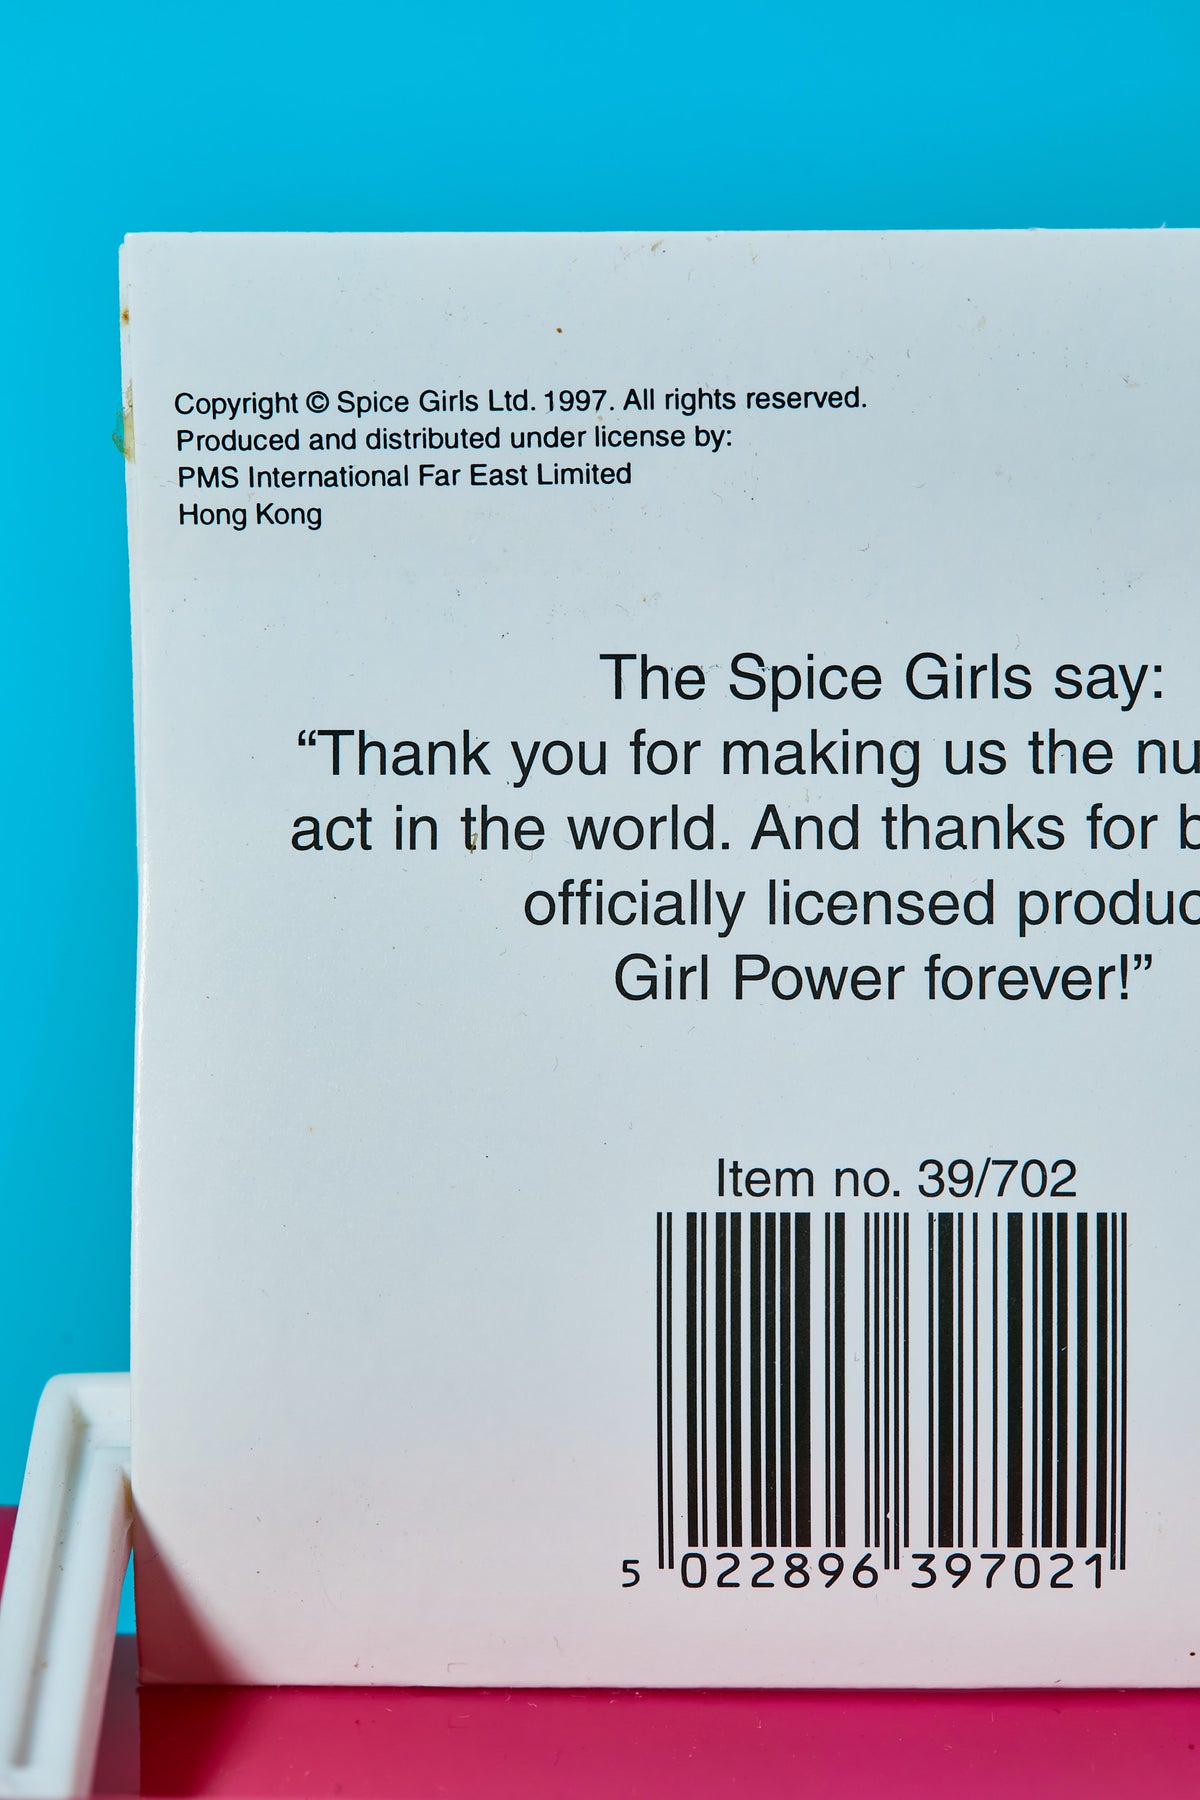 Copyright © Spice Girls Ltd. 1997. All rights reserved.
Produced and distributed under license by:
PMS International Far East Limited
Hong Kong
The Spice Girls say:
“Thank you for making us the
act in the world. And thanks for
officially licensed
Girl Power forever!”
Item no. 39/702
5 022896 397021